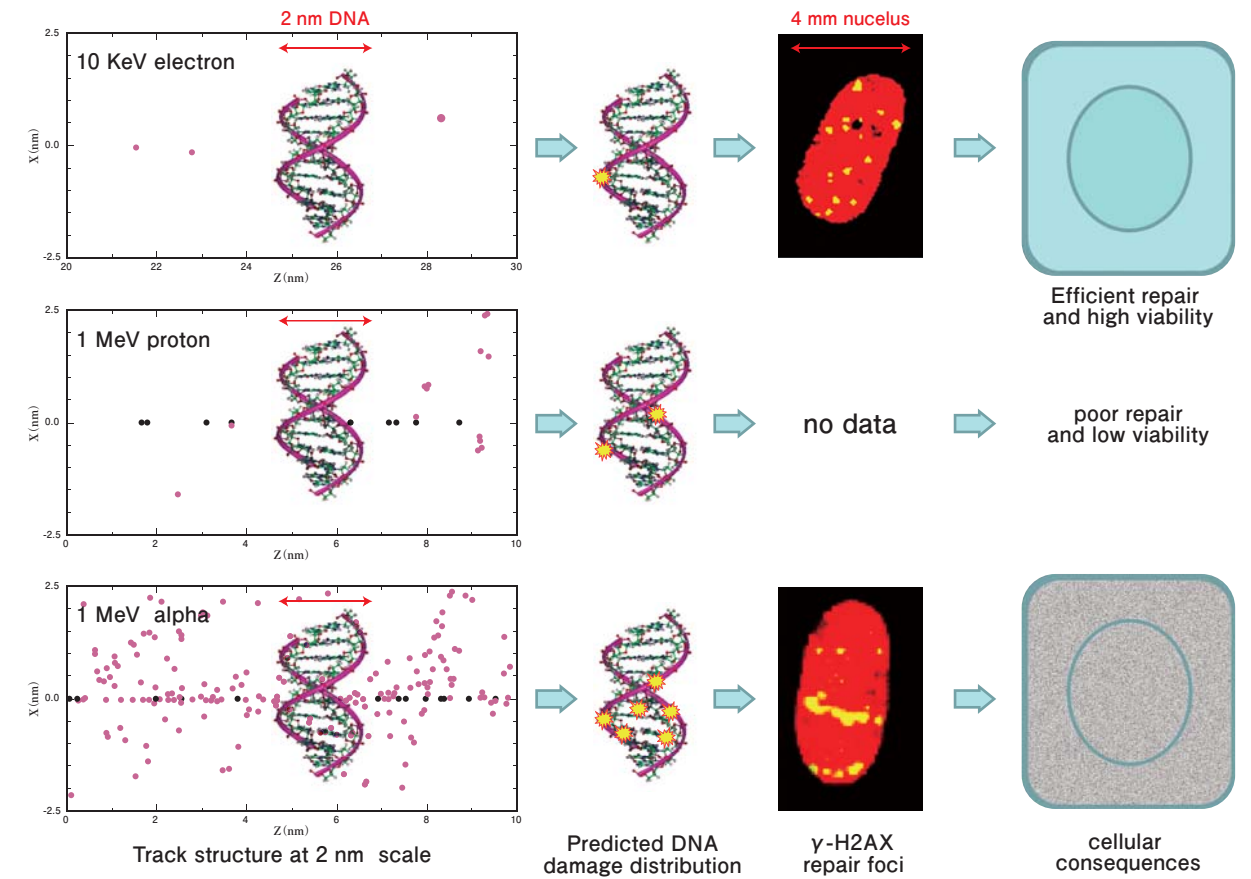 2 nm DNA
4 mm nucelus
2.5
10 KeV electron
X(nm)
0.0
-2.5
20
22
24
26
28
30
Z(nm)
Efficient repair
and high viability
2.5
1 MeV proton
X(nm)
0.0
-2.5
0
2
4
6
8
10
Z(nm)
no data
poor repair
and low viability
2.5
1 MeV alpha
X(nm)
0.0
-2.5
0
2
4
6
8
10
Z(nm)
Track structure at 2 nm scale
Predicted DNA
damage distribution
γ-H2AX
repair foci
cellular
consequences